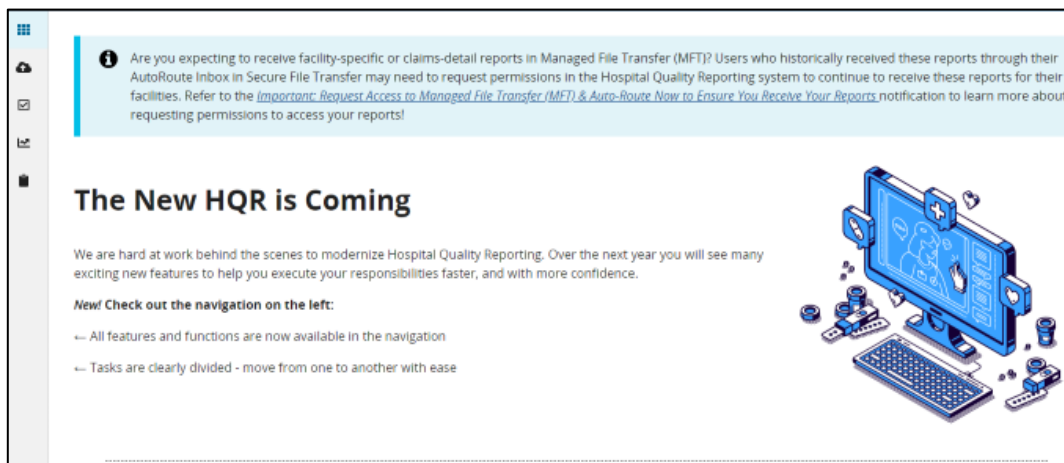 Are you expecting to receive facility-specific or claims-detail reports in Managed File Transfer (MFT)? Users who historically received these reports through their
AutoRoute Inbox in Secure File Transfer may need to request permissions in the Hospital Quality Reporting system to continue to receive these reports for their
facilities. Refer to the Important: Request Access to Managed File Transfer (MFT) & Auto-Route Now to Ensure You Receive Your Reports notification to learn more about
requesting permissions to access your reports!
The New HQR is Coming
We are hard at work behind the scenes to modernize Hospital Quality Reporting. Over the next year you will see many
exciting new features to help you execute your responsibilities faster, and with more confidence.
New! Check out the navigation on the left:
← All features and functions are now available in the navigation
← Tasks are clearly divided - move from one to another with ease